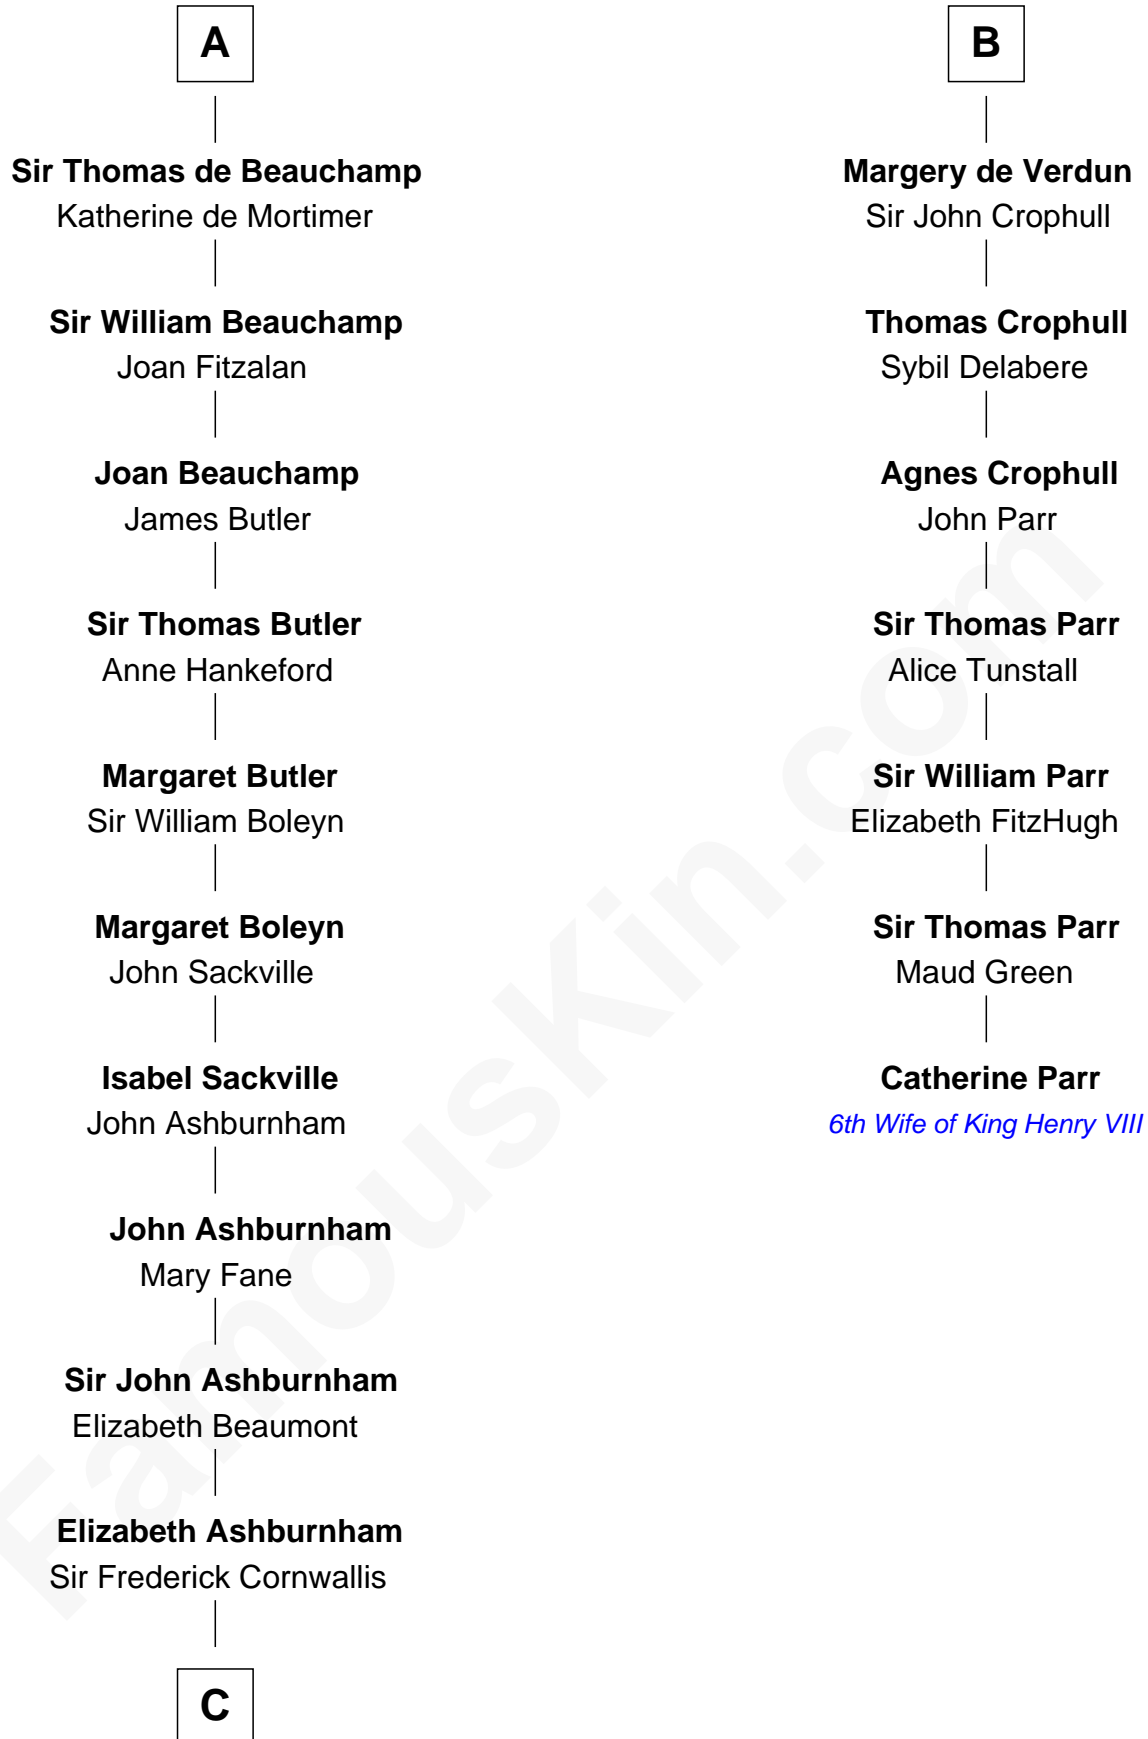 A
Sir Thomas de Beauchamp
Katherine de Mortimer
Sir William Beauchamp
Joan Fitzalan
Joan Beauchamp
James Butler
Sir Thomas Butler
Anne Hankeford
Margaret Butler
Sir William Boleyn
Margaret Boleyn
John Sackville
Isabel Sackville
John Ashburnham
John Ashburnham
Mary Fane
Sir John Ashburnham
Elizabeth Beaumont
Elizabeth Ashburnham
Sir Frederick Cornwallis
C
B
Margery de Verdun
Sir John Crophull
Thomas Crophull
Sybil Delabere
Agnes Crophull
John Parr
Sir Thomas Parr
Alice Tunstall
Sir William Parr
Elizabeth FitzHugh
Sir Thomas Parr
Maud Green
Catherine Parr
6th Wife of King Henry VIII
FamousKin.com